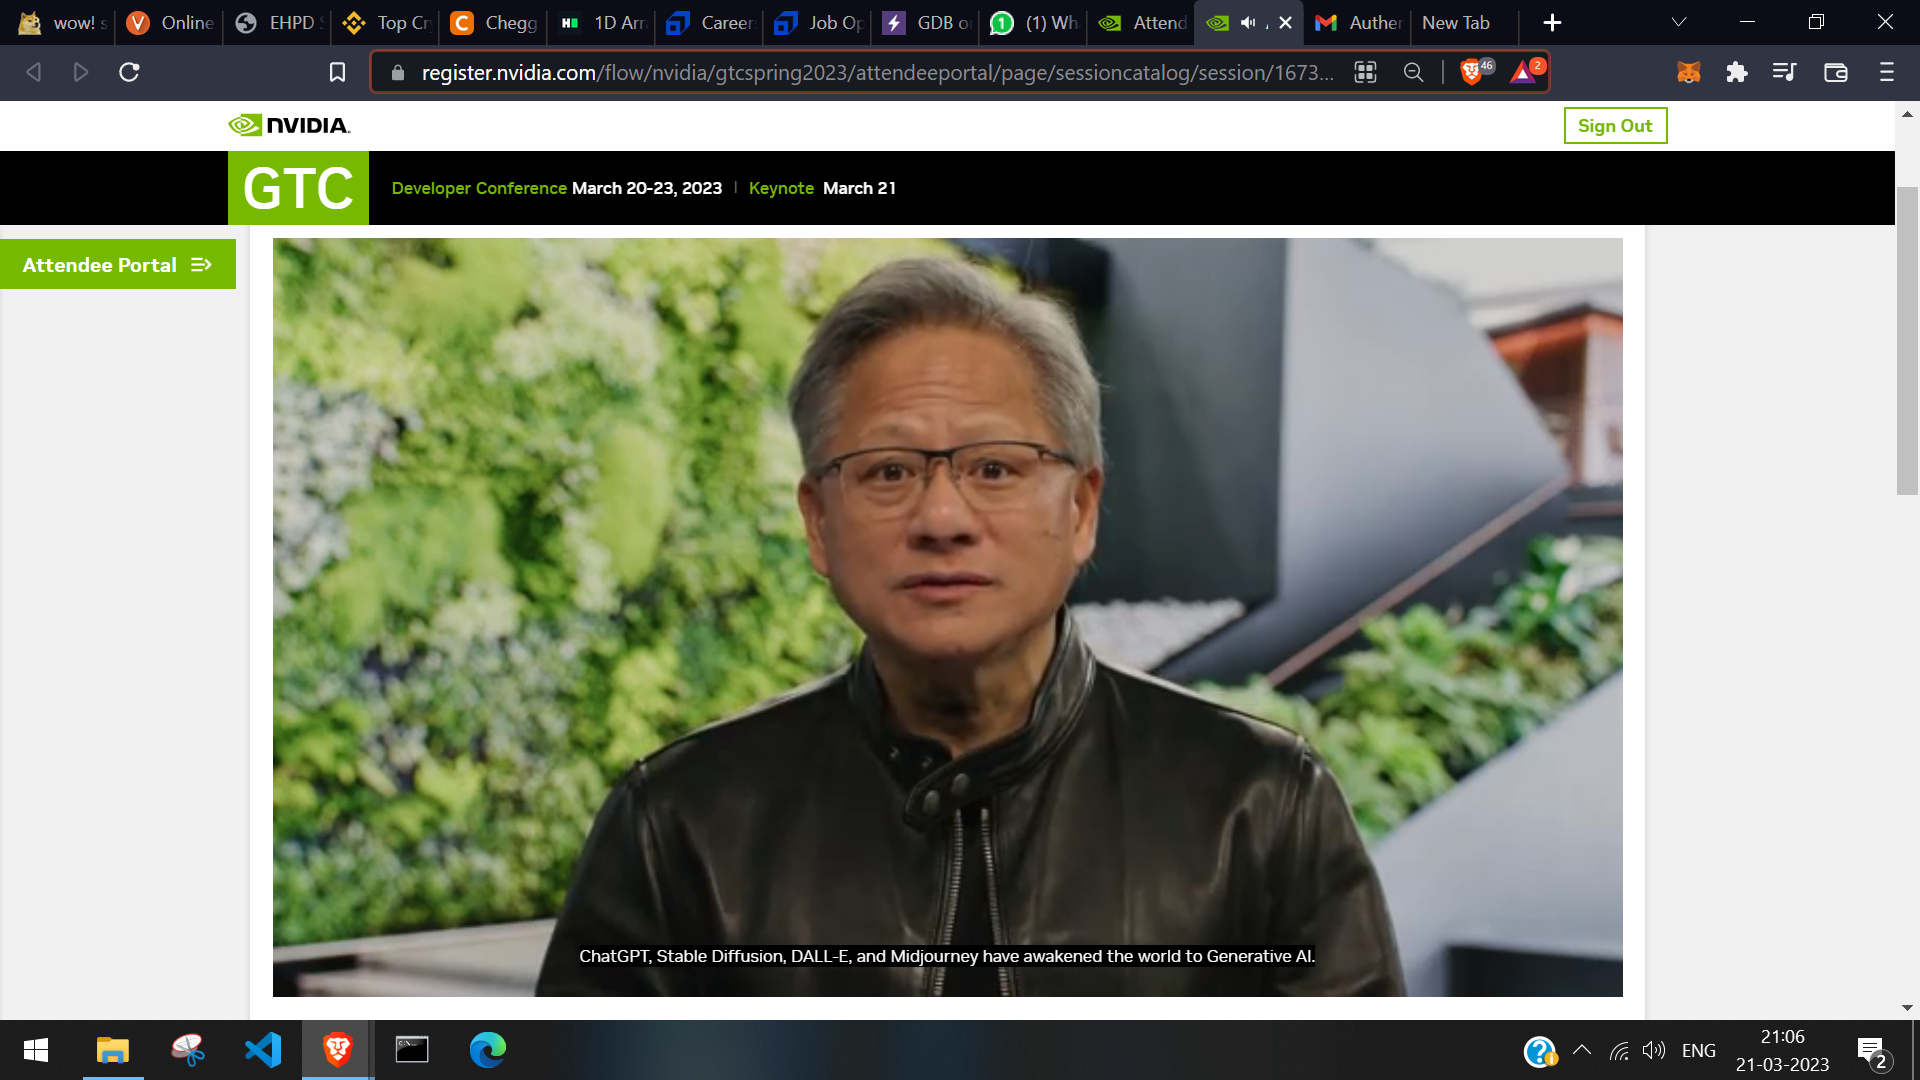 wow! s
Online
EHPD S
Top Cr
Chegg
1D Arr
Career
Job Op
GDB o
(1) Wh
Attend
Auther
New Tab
register.nvidia.com/flow/nvidia/gtcspring2023/attendeeportal/page/sessioncatalog/session/1673...
46
2
NVIDIA.
Sign Out
GTC
Developer Conference March 20-23, 2023 | Keynote March 21
Attendee Portal
ChatGPT, Stable Diffusion, DALL-E, and Midjourney have awakened the world to Generative AI.
ENG
21:06
21-03-2023
2